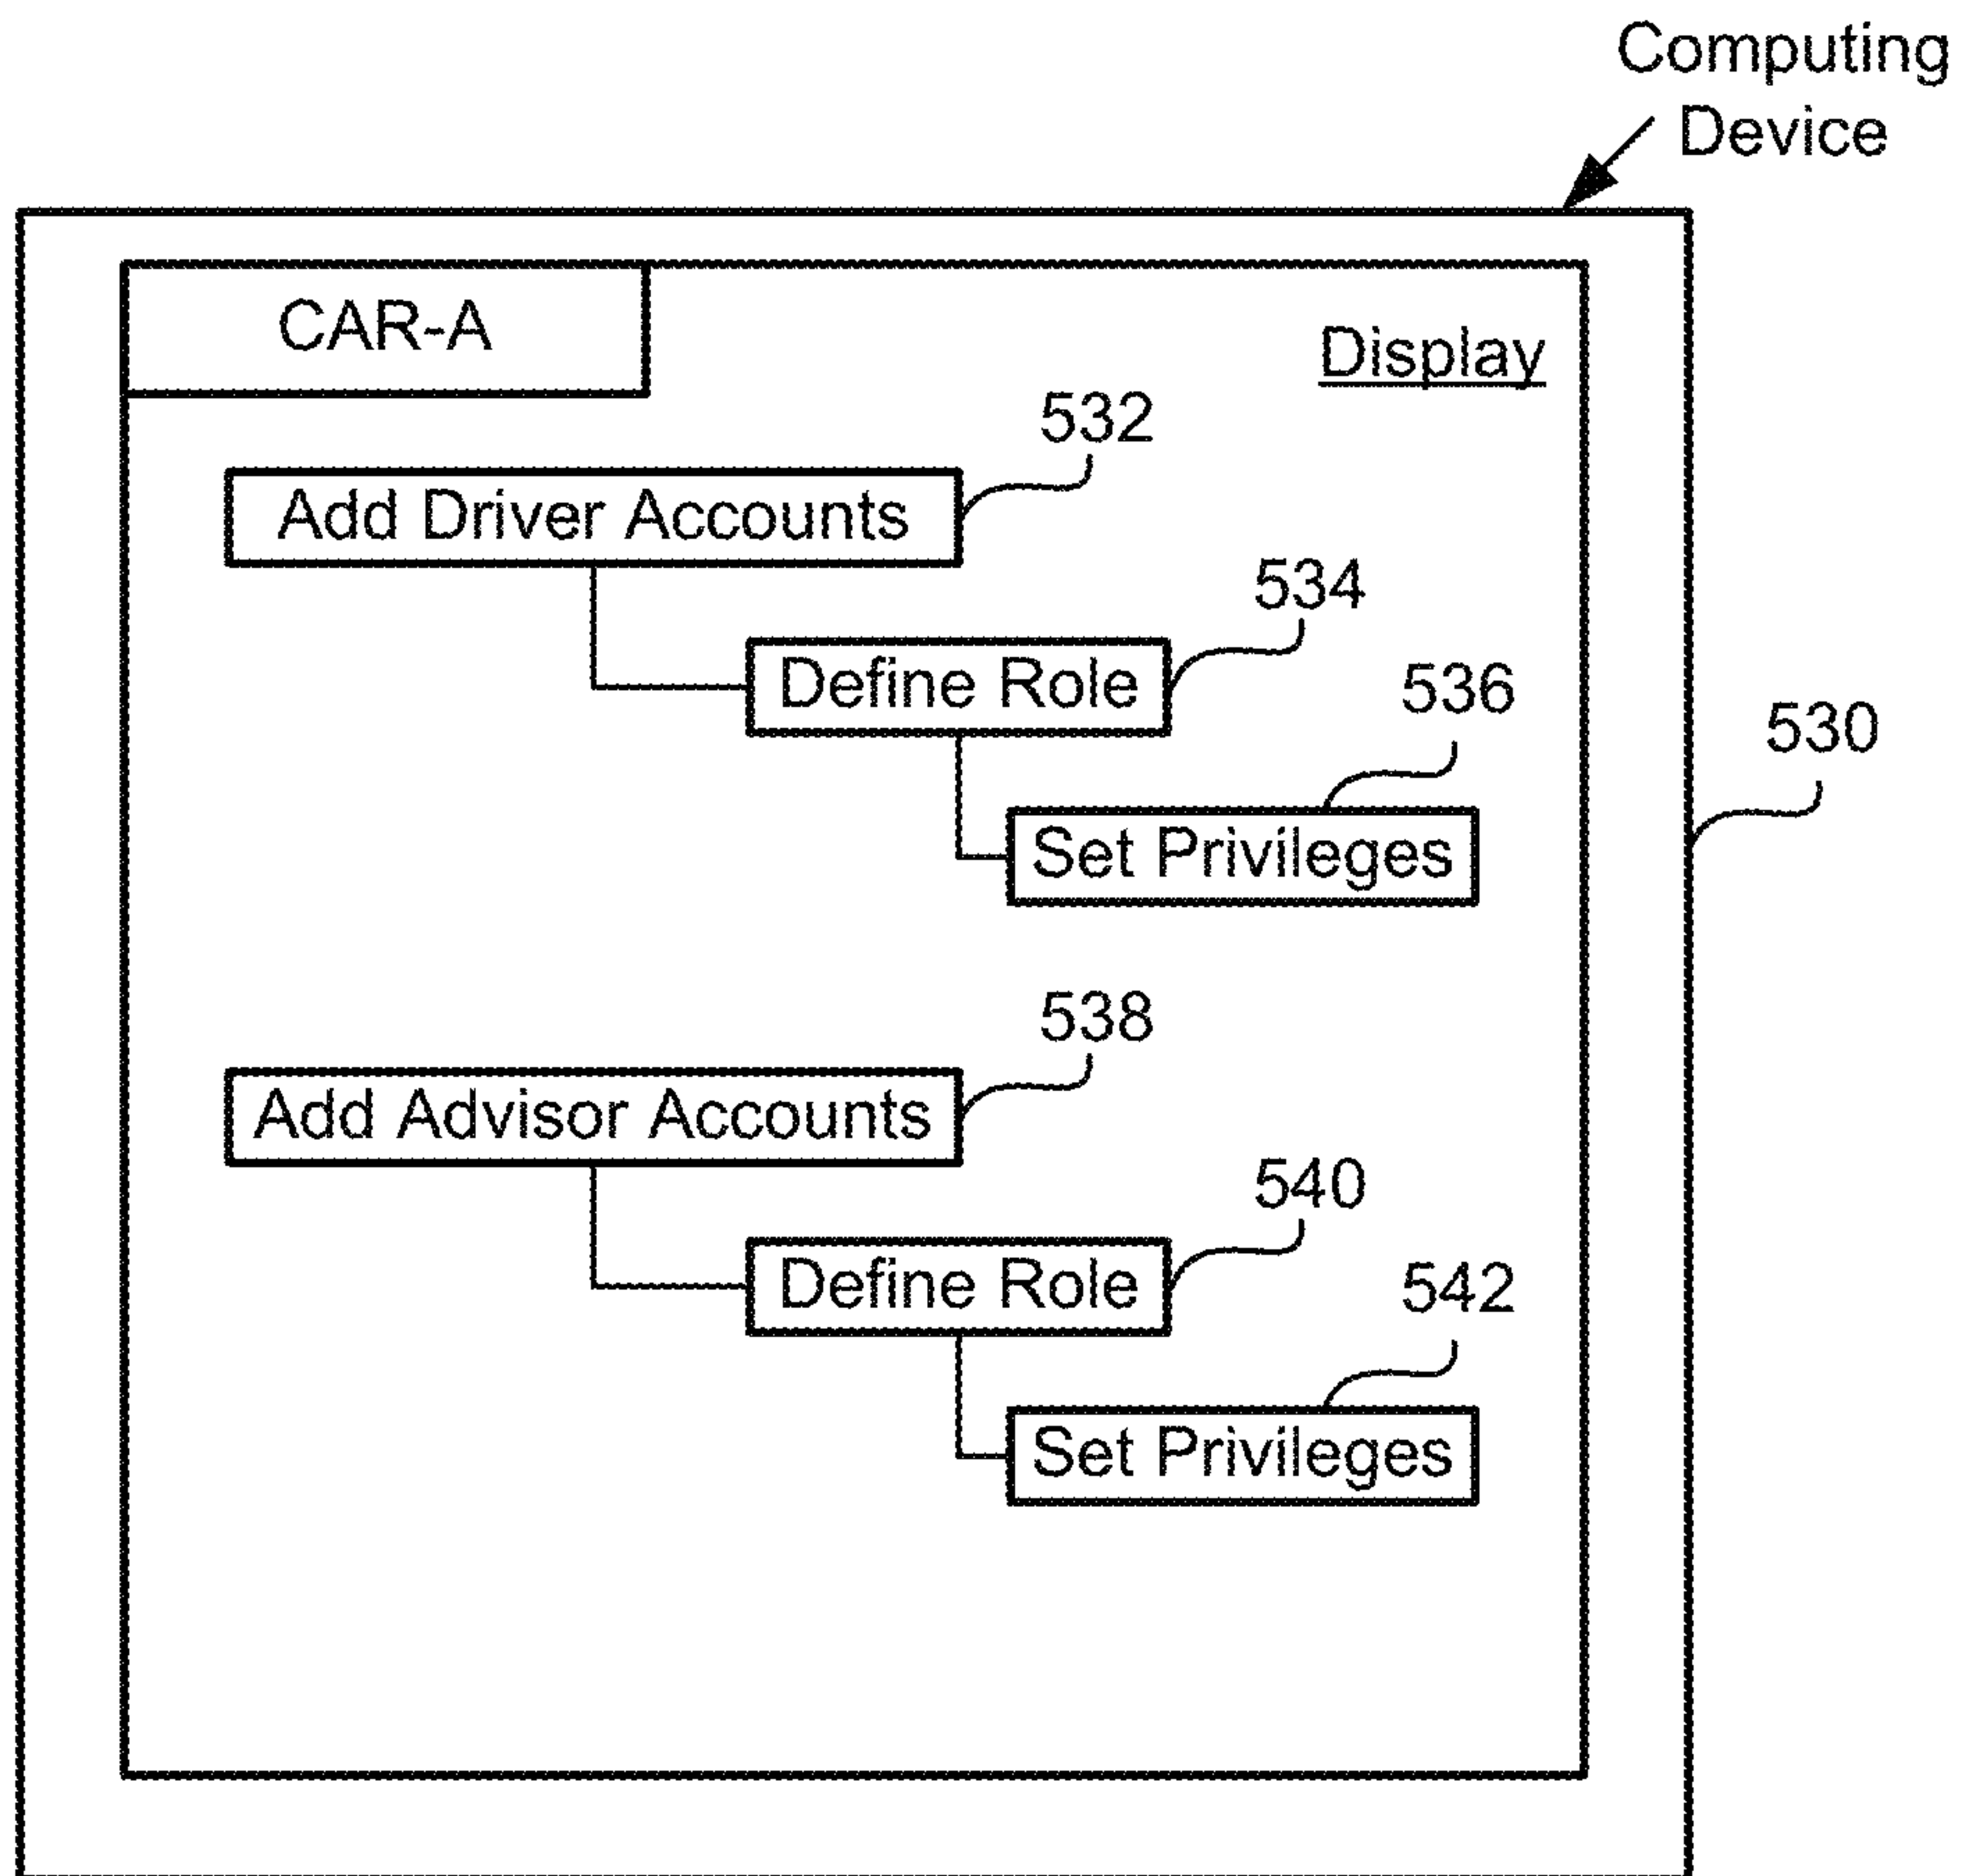 Computing
Device
CAR-A
Display
532
Add Driver Accounts
534
Define Role
536
530
Set Privileges
538
Add Advisor Accounts
540
Define Role
542
Set Privileges